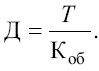 Д = T / К_об.